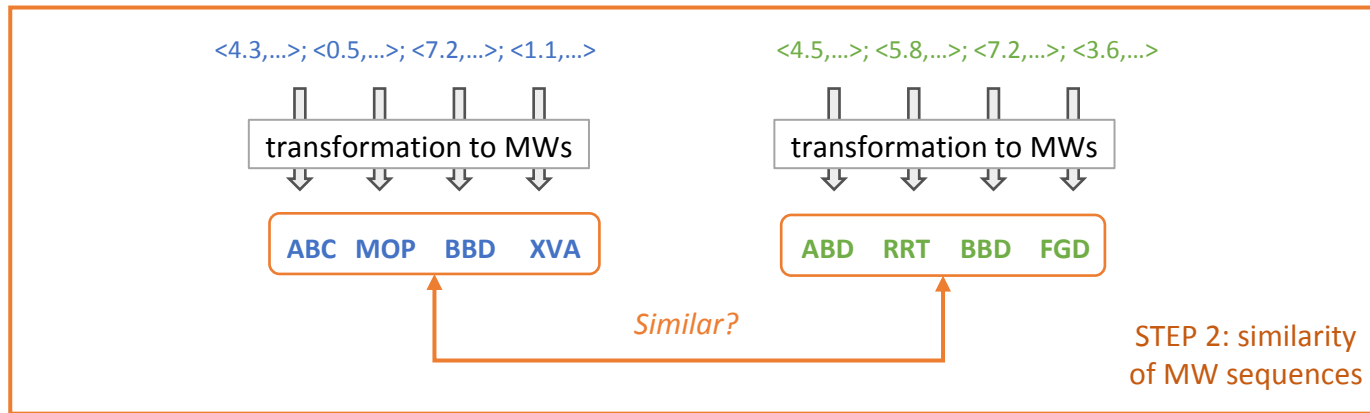 <4.3,…>; <0.5,…>; <7.2,…>; <1.1,…>
<4.5,…>; <5.8,…>; <7.2,…>; <3.6,…>
transformation to MWs
transformation to MWs
ABC MOP BBD XVA
ABD RRT BBD FGD
Similar?
STEP 2: similarity
of MW sequences